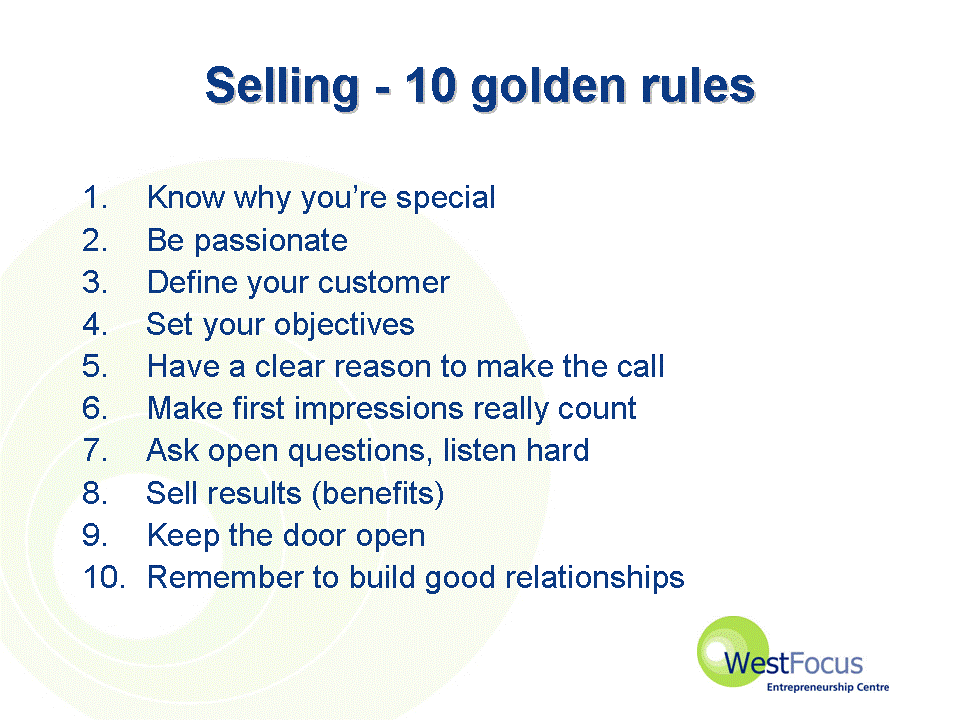 Selling - 10 golden rules
1. Know why you’re special
2. Be passionate
3. Define your customer
4. Set your objectives
5. Have a clear reason to make the call
6. Make first impressions really count
7. Ask open questions, listen hard
8. Sell results (benefits)
9. Keep the door open
10. Remember to build good relationships
WestFocus
Entrepreneurship Centre